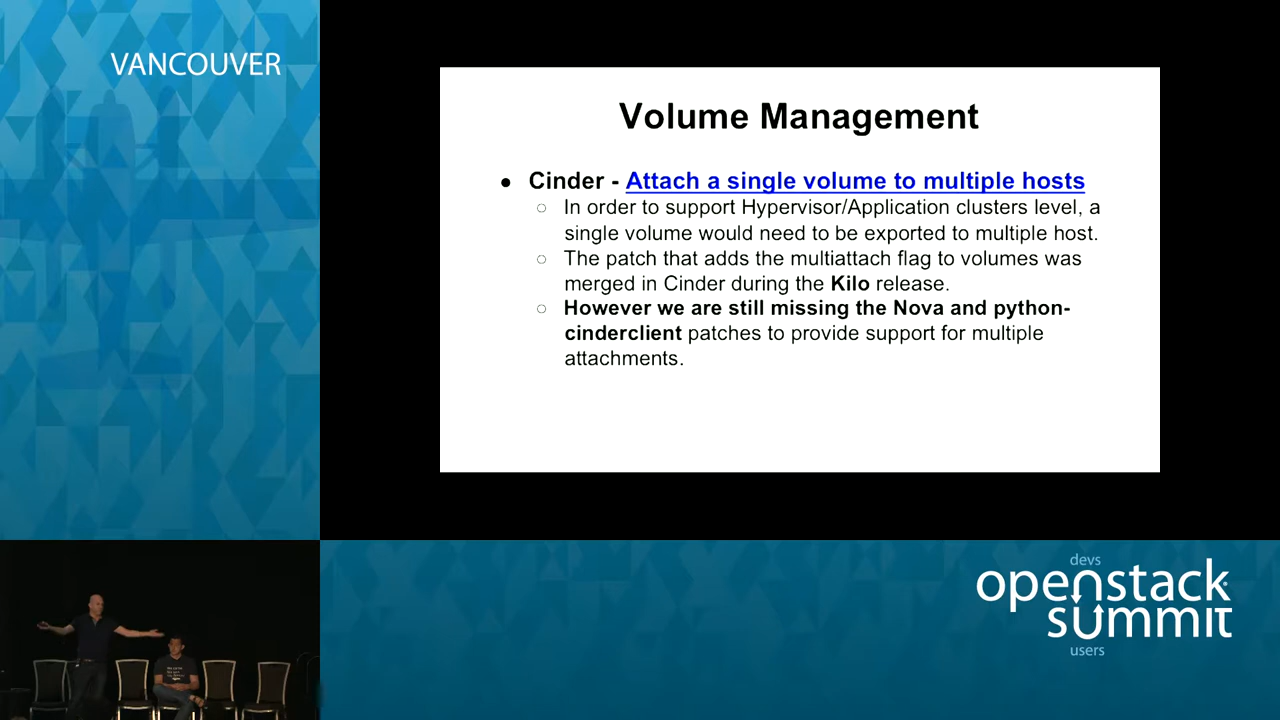 VANCOUVER
Volume Management
● Cinder - Attach a single volume to multiple hosts
○ In order to support Hypervisor/Application clusters level, a
single volume would need to be exported to multiple host.
○ The patch that adds the multiattach flag to volumes was
merged in Cinder during the Kilo release.
○ However we are still missing the Nova and python-
cinderclient patches to provide support for multiple
attachments.
devs
openstack
summit
users